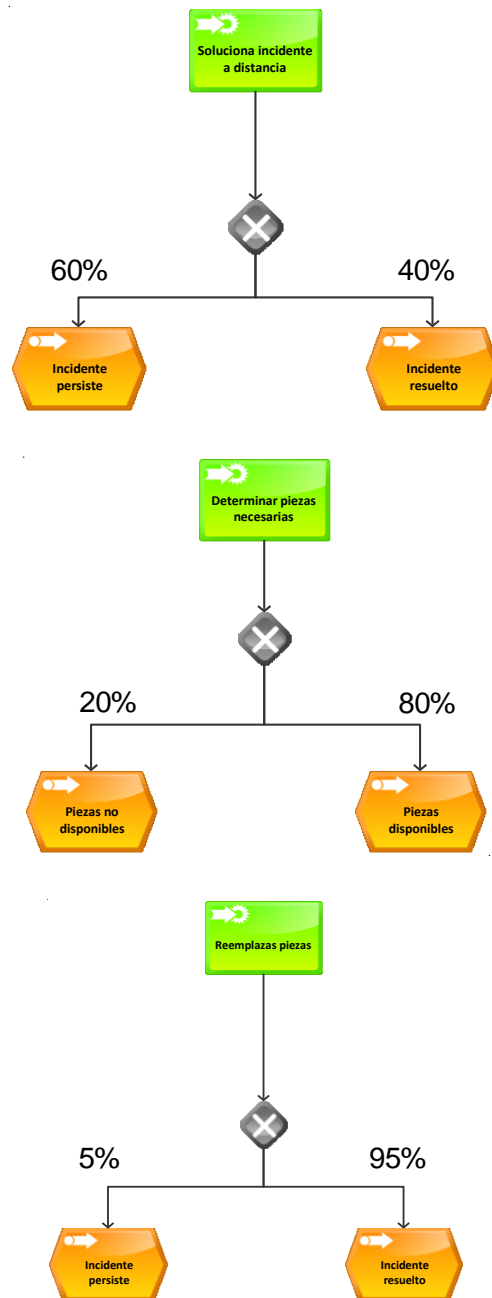 Soluciona incidente
a distancia
60%
40%
Incidente
persiste
Incidente
resuelto
Determinar piezas
necesarias
20%
80%
Piezas no
disponibles
Piezas
disponibles
Reemplazas piezas
5%
95%
Incidente
persiste
Incidente
resuelto